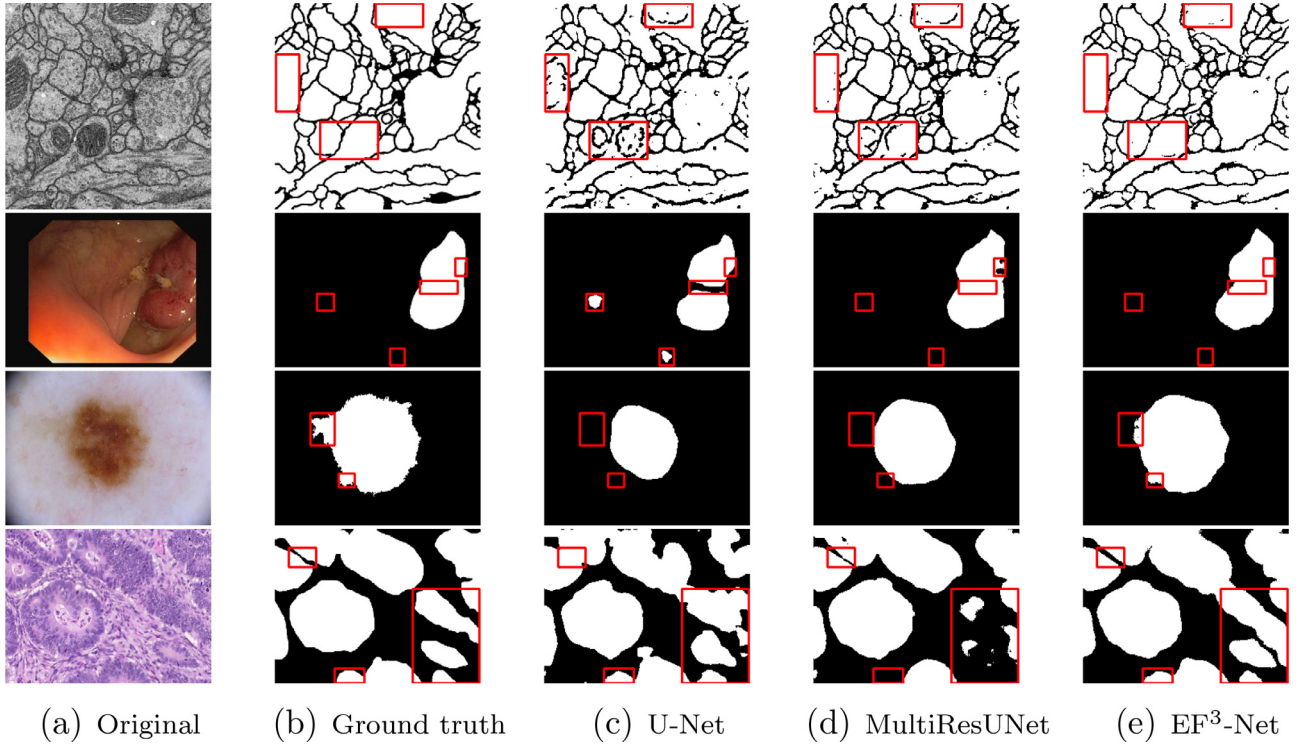 (a) Original
(b) Ground truth
(c) U-Net
(d) MultiResUNet
(e) EF³-Net